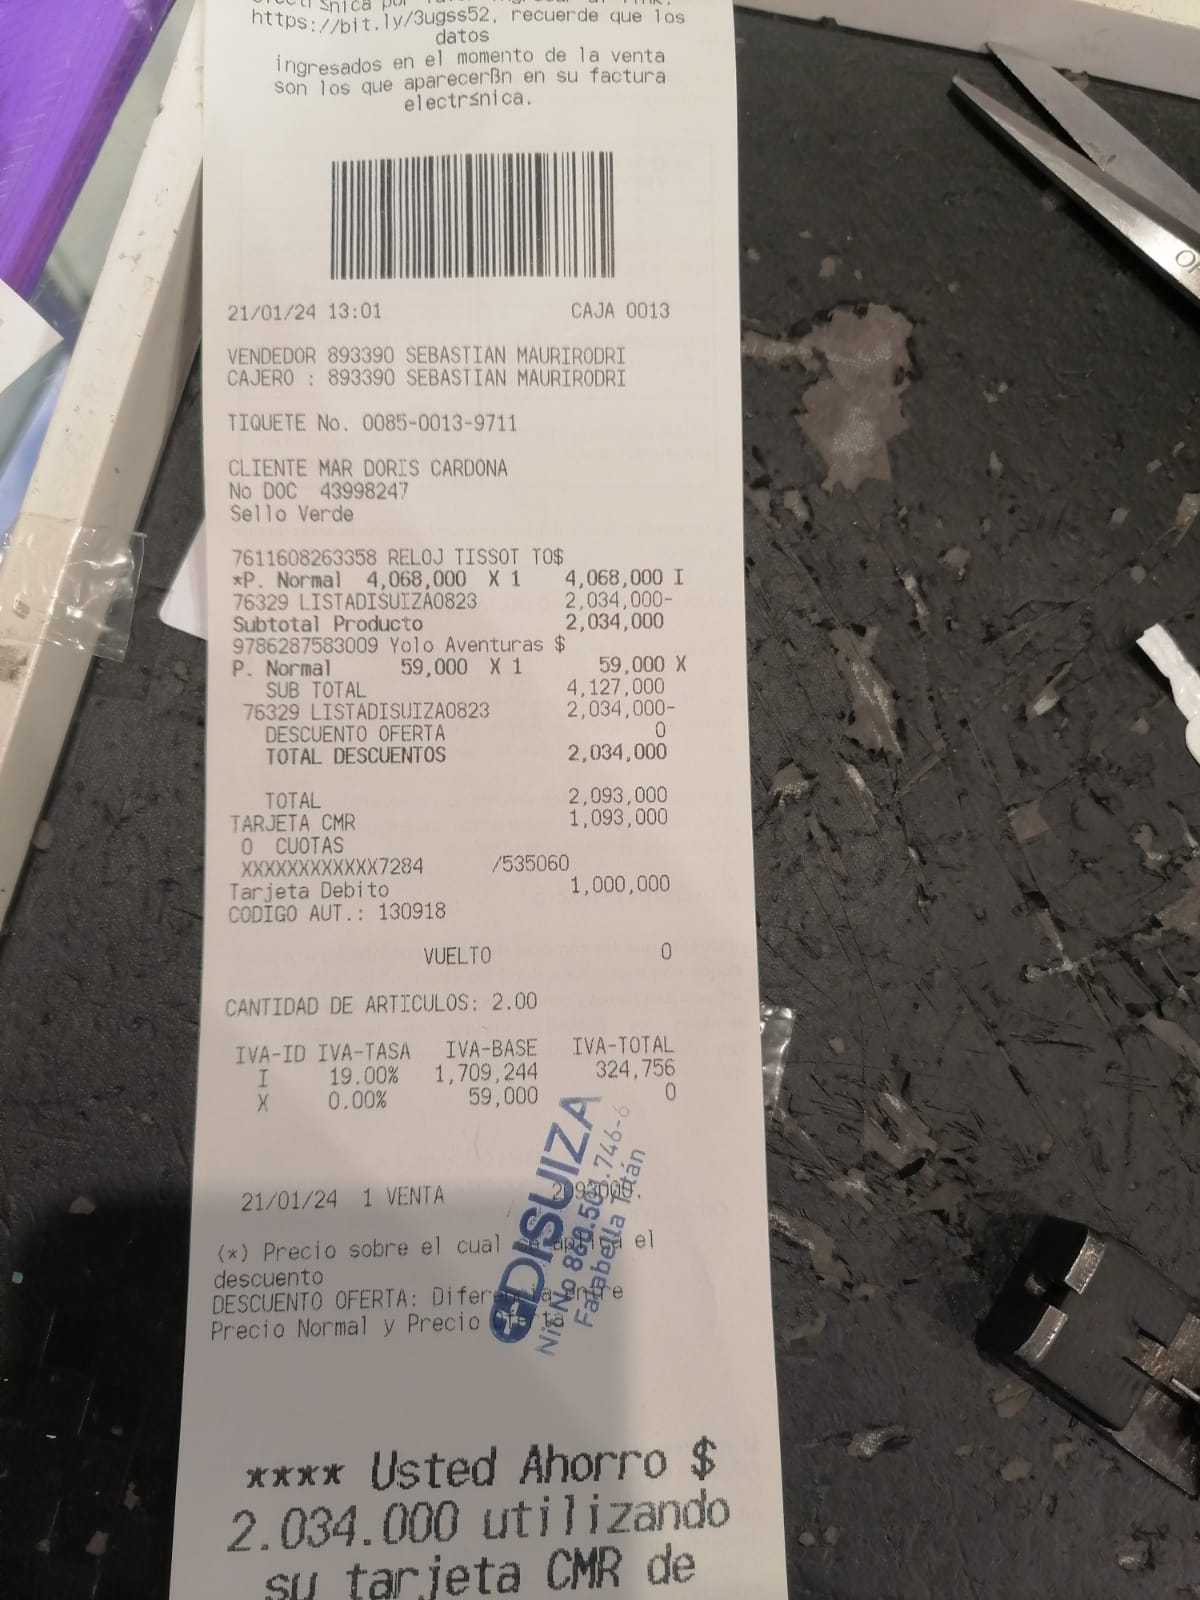 https://bit.ly/3ugss52, recuerde que los
datos
ingresados en el momento de la venta
son los que aparecerßn en su factura
electr≤nica.
21/01/24 13:01 CAJA 0013
VENDEDOR 893390 SEBASTIAN MAURIRODRI
CAJERO : 893390 SEBASTIAN MAURIRODRI
TIQUETE No. 0085-0013-9711
CLIENTE MAR DORIS CARDONA
No DOC 43998247
Sello Verde
7611608263358 RELOJ TISSOT TO$
*P. Normal 4,068,000 X 1 4,068,000 I
76329 LISTADISUIZA0823 2,034,000-
Subtotal Producto 2,034,000
9786287583009 Yolo Aventuras $
P. Normal 59,000 X 1 59,000 X
SUB TOTAL 4,127,000
76329 LISTADISUIZA0823 2,034,000-
DESCUENTO OFERTA 0
TOTAL DESCUENTOS 2,034,000
TOTAL 2,093,000
TARJETA CMR 1,093,000
0 CUOTAS
XXXXXXXXXXXX7284 /535060
Tarjeta Debito 1,000,000
CODIGO AUT.: 130918
VUELTO 0
CANTIDAD DE ARTICULOS: 2.00
IVA-ID IVA-TASA IVA-BASE IVA-TOTAL
I 19.00% 1,709,244 324,756
X 0.00% 59,000 0
21/01/24 1 VENTA
DISUIZA
Nit No
Falabella
(*) Precio sobre el cual el
descuento
DESCUENTO OFERTA: Diferencia entre
Precio Normal y Precio
**** Usted Ahorro $
2.034.000 utilizando
su tarjeta CMR de